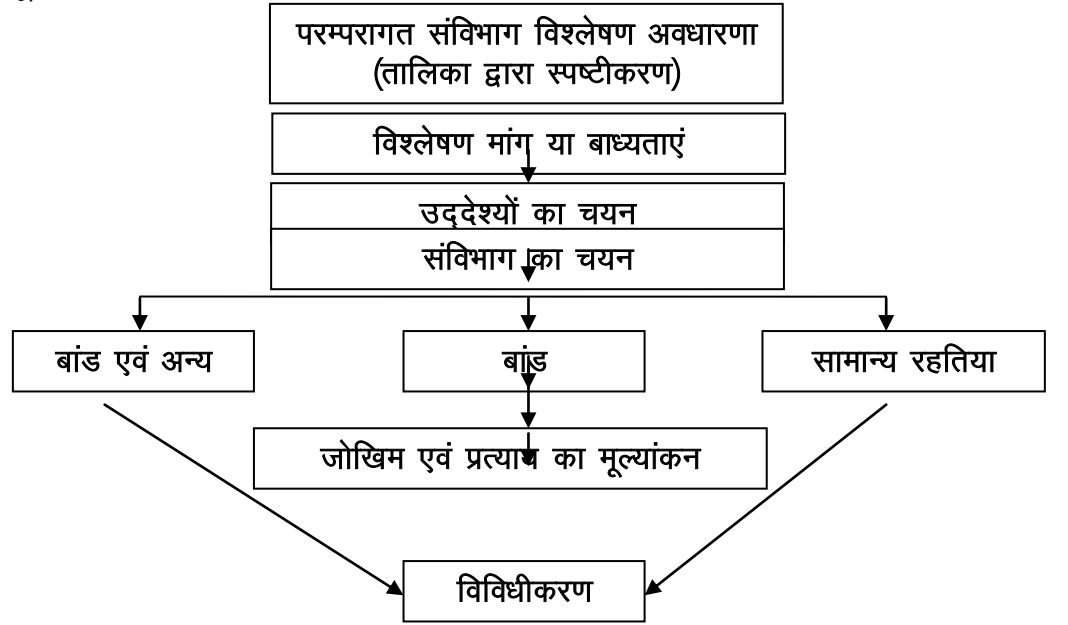 परम्परागत संविभाग विश्लेषण अवधारणा
(तालिका द्वारा स्पष्टीकरण)
विश्लेषण मांग या बाध्यताएं
उद्देश्यों का चयन
संविभाग का चयन
बांड एवं अन्य
बांड
सामान्य रहतिया
जोखिम एवं प्रत्याय का मूल्यांकन
विविधीकरण